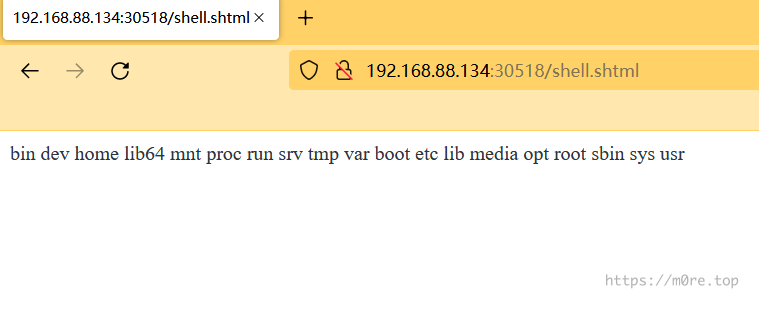 192.168.88.134:30518/shell.shtml
192.168.88.134:30518/shell.shtml
bin dev home lib64 mnt proc run srv tmp var boot etc lib media opt root sbin sys usr
https://m0re.top